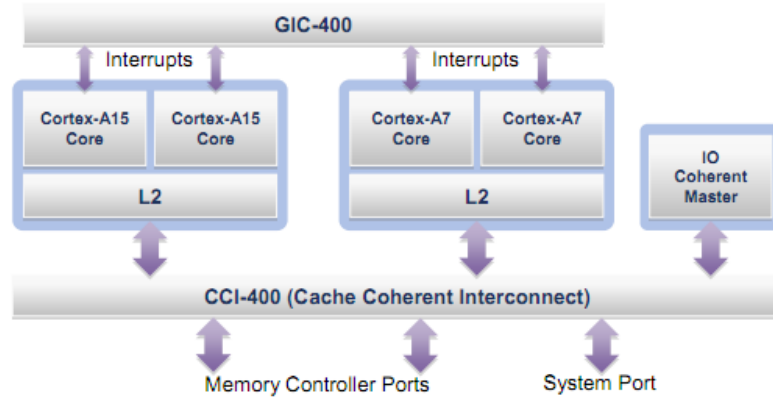 GIC-400
Interrupts
Interrupts
Cortex-A15
Core
Cortex-A15
Core
L2
Cortex-A7
Core
Cortex-A7
Core
L2
IO
Coherent
Master
CCI-400 (Cache Coherent Interconnect)
Memory Controller Ports
System Port